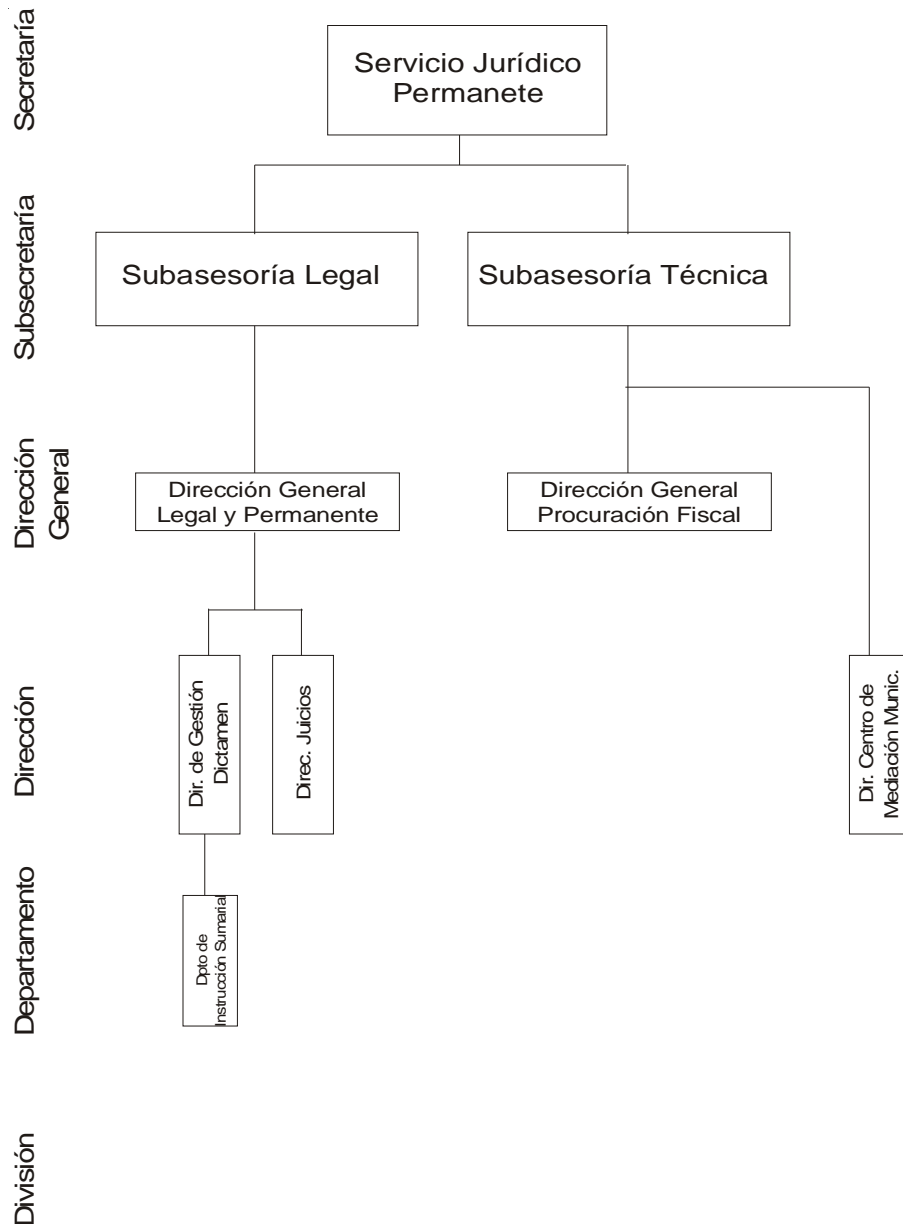 Secretaría
Servicio Jurídico
Permanete
Subsecretaría
Subasesoría Legal
Subasesoría Técnica
Dirección
General
Dirección General
Legal y Permanente
Dirección General
Procuración Fiscal
Dirección
Dir. de Gestión
Dictamen
Direc. Juicios
Dir. Centro de
Mediación Munic.
Departamento
Dpto de
Instrucción Sumarial
División